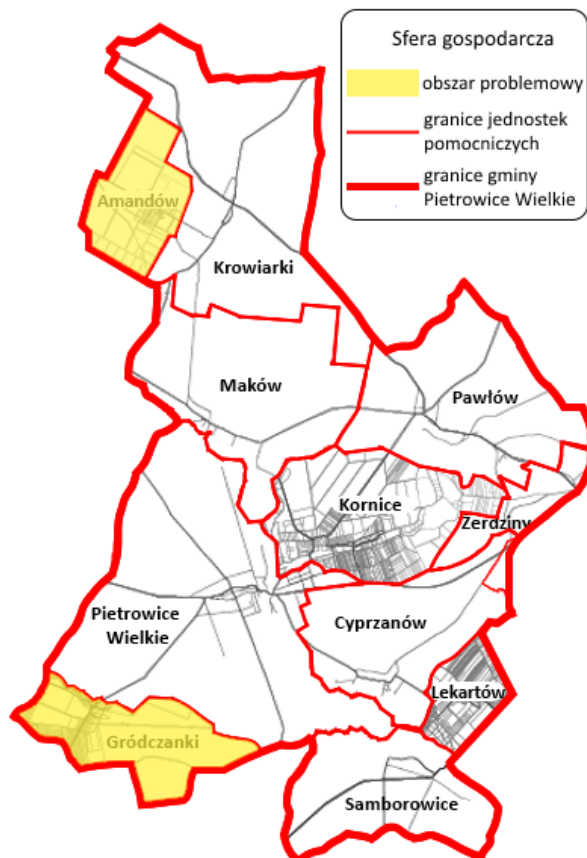 Sfera gospodarcza
obszar problemowy
granice jednostek
pomocniczych
granice gminy
Pietrowice Wielkie
Amandów
Krowiarki
Maków
Pawłów
Kornice
Żerdziny
Pietrowice
Wielkie
Cyprzanów
Lekartów
Gródczanki
Samborowice